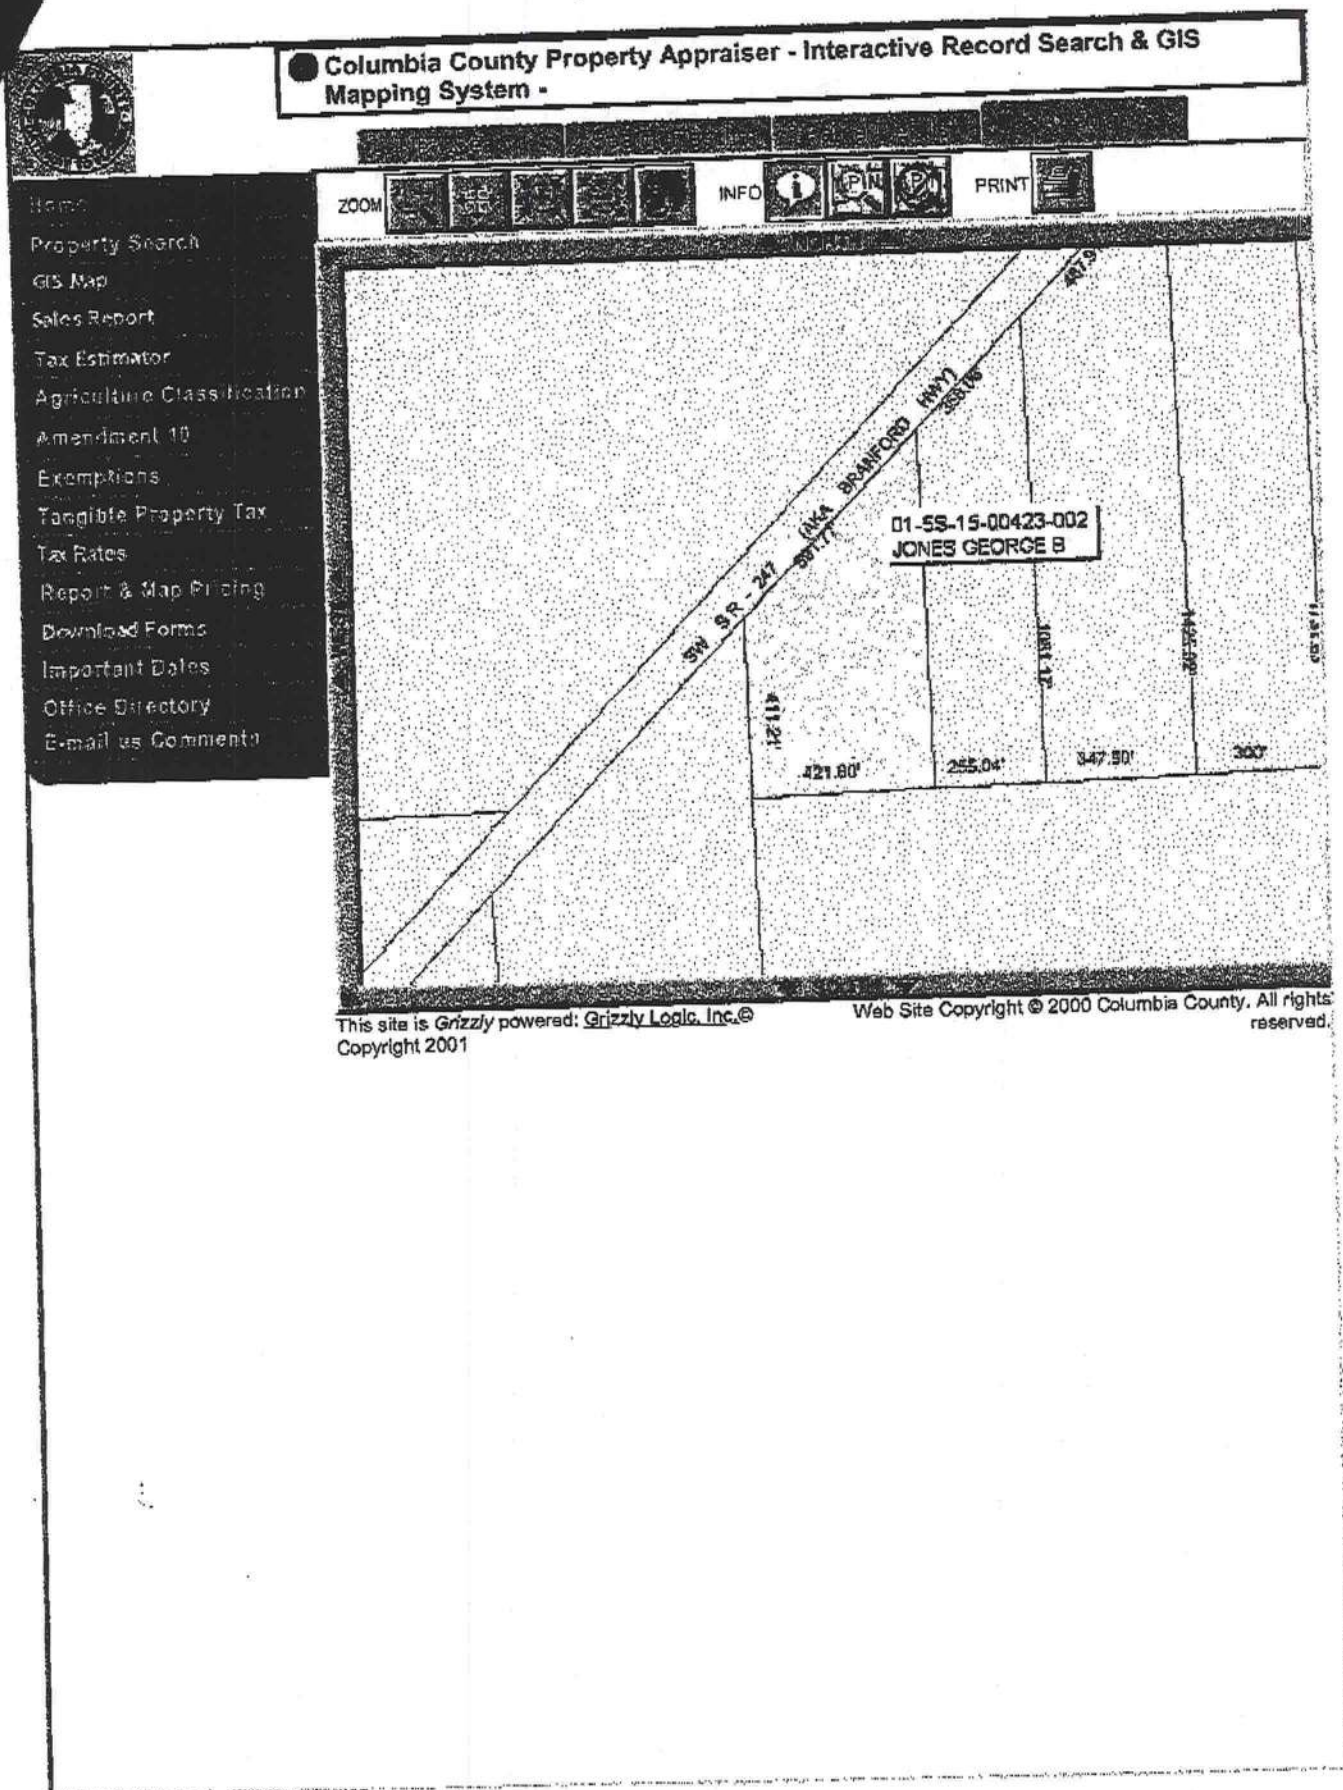 Columbia County Property Appraiser - Interactive Record Search & GIS
Mapping System -
ZOOM
INFO
PRINT
Home
Property Search
GIS Map
Sales Report
Tax Estimator
Agriculture Classification
Amendment 10
Exemptions
Tangible Property Tax
Tax Rates
Report & Map Pricing
Download Forms
Important Dates
Office Directory
E-mail us Comments
SW SR - 247 (AKA BRANFORD HWY)
01-5S-15-00423-002
JONES GEORGE B
411.21'
421.80'
255.04'
1081.13'
347.50'
300'
This site is Grizzly powered: Grizzly Logic, Inc.©
Copyright 2001
Web Site Copyright © 2000 Columbia County. All rights
reserved.